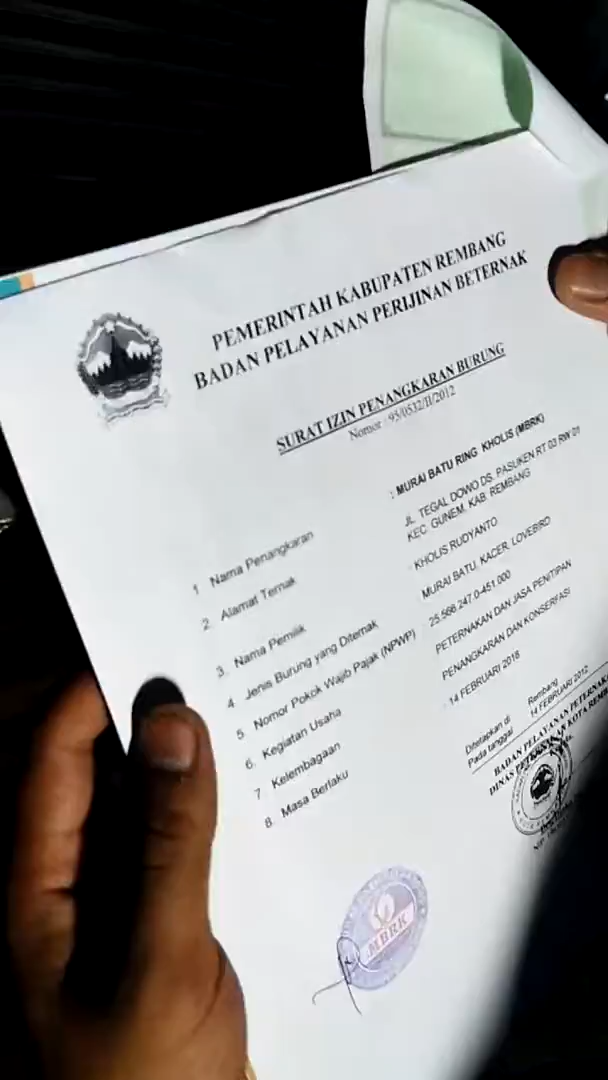 PEMERINTAH KABUPATEN REMBANG
BADAN PELAYANAN PERIJINAN BETERNAK
SURAT IZIN PENANGKARAN BURUNG
Nomor : 95/0532/II/2012
1 Nama Penangkaran : MURAI BATU RING KHOLIS (MBRK)
2. Alamat Ternak JL. TEGAL DOWO DS. PASUKEN RT 03 RW 01
KEC. GUNEM, KAB. REMBANG
3. Nama Pemilik : KHOLIS RUDYANTO
4. Jenis Burung yang Diternak MURAI BATU, KACER, LOVEBIRD
5 Nomor Pokok Wajib Pajak (NPWP) : 25.566.247.0-451.000
6. Kegiatan Usaha PETERNAKAN DAN JASA PENITIPAN
7. Kelembagaan PENANGKARAN DAN KONSERFASI
8. Masa Berlaku : 14 FEBRUARI 2018
Ditetapkan di Rembang
Pada tanggal 14 FEBRUARI 2012
BADAN PELAYANAN
DINAS
MBRK